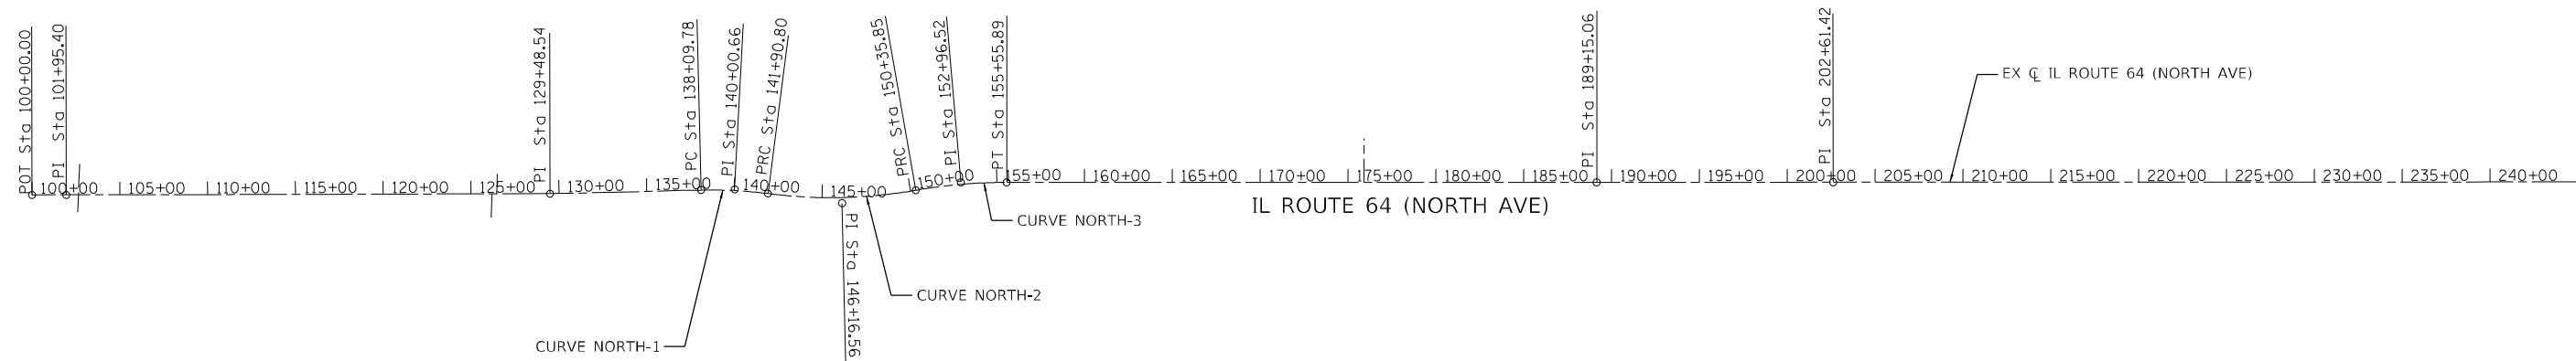 POT Sta 100+00.00
PI Sta 101+95.40
PI Sta 129+48.54
PC Sta 138+09.78
PI Sta 140+00.66
PRC Sta 141+90.80
PRC Sta 150+35.85
PI Sta 152+96.52
PT Sta 155+55.89
PI Sta 189+15.06
PI Sta 202+61.42
EX ℄ IL ROUTE 64 (NORTH AVE)
100+00 105+00 110+00 115+00 120+00 125+00 130+00 135+00 140+00 145+00 150+00 155+00 160+00 165+00 170+00 175+00 180+00 185+00 190+00 195+00 200+00 205+00 210+00 215+00 220+00 225+00 230+00 235+00 240+00
IL ROUTE 64 (NORTH AVE)
CURVE NORTH-3
PI Sta 146+16.56
CURVE NORTH-2
CURVE NORTH-1